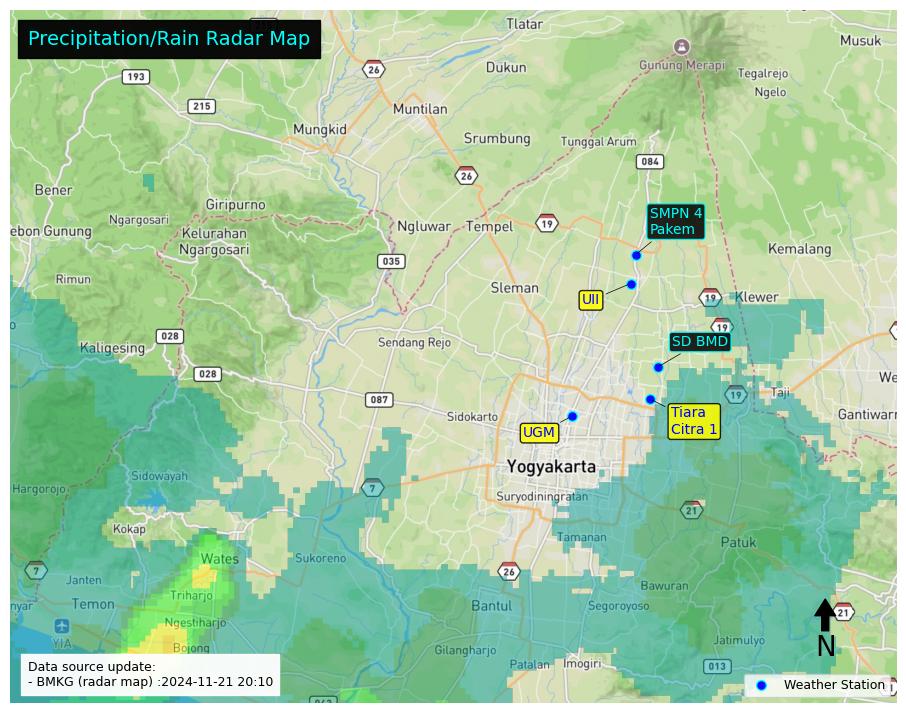 Precipitation/Rain Radar Map
Tlatar
Musuk
26
Dukun
Gunung Merapi
Tegalrejo
193
Ngelo
215
Muntilan
Mungkid
Srumbung
Tunggal Arum
084
26
Bener
Giripurno
SMPN 4
Pakem
Ngargosari
Ngluwar
Tempel
19
ebon Gunung
Kelurahan
Ngargosari
Kemalang
035
Rimun
Sleman
UII
19
Klewer
19
028
Kaligesing
Sendang Rejo
SD BMD
028
We
087
19
Taji
Sidokarto
Tiara
Citra 1
Gantiwarn
UGM
Yogyakarta
Sidowayah
Hargorojo
7
Suryodiningratan
21
Kokap
Tamanan
Patuk
Wates
Sukoreno
7
26
Janten
Bawuran
Triharjo
nyar
Temon
Bantul
Segoroyoso
21
Ngestiharjo
YIA
Jatimulyo
N
Bojong
Gilangharjo
Patalan
Imogiri
013
Data source update:
- BMKG (radar map) :2024-11-21 20:10
Weather Station